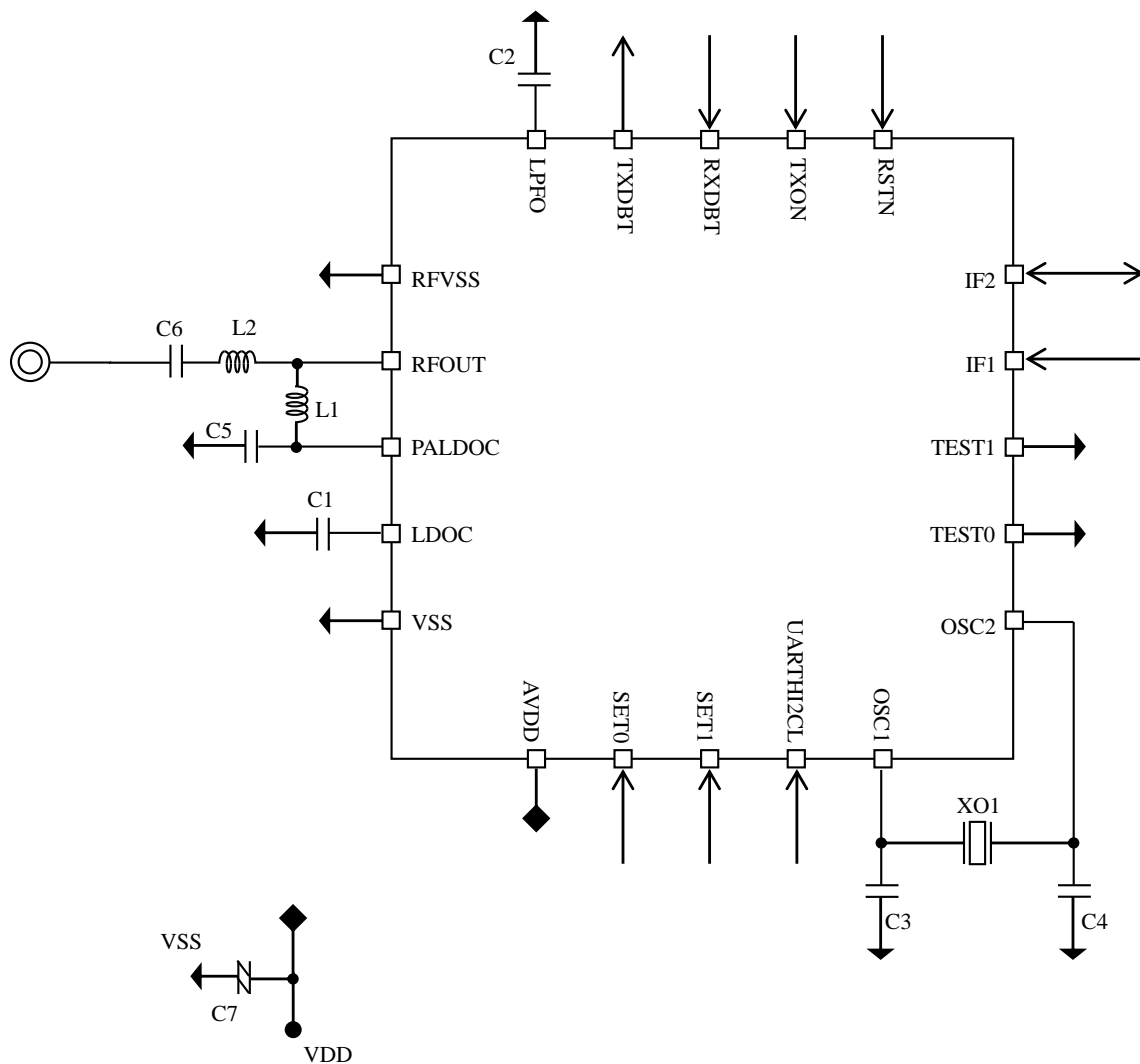 C2
LPFO
TXDBT
RXDBT
TXON
RSTN
RFVSS
IF2
C6
L2
RFOUT
IF1
L1
C5
PALDOC
TEST1
C1
LDOC
TEST0
VSS
OSC2
AVDD
SET0
SET1
UARTHI2CL
OSC1
XO1
C3
C4
VSS
C7
VDD